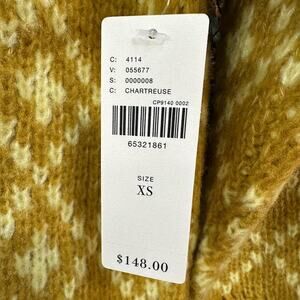 C: 4114
V: 055677
S: 0000008
C: CHARTREUSE
CP9140 0002
65321861
SIZE
XS
$148.00